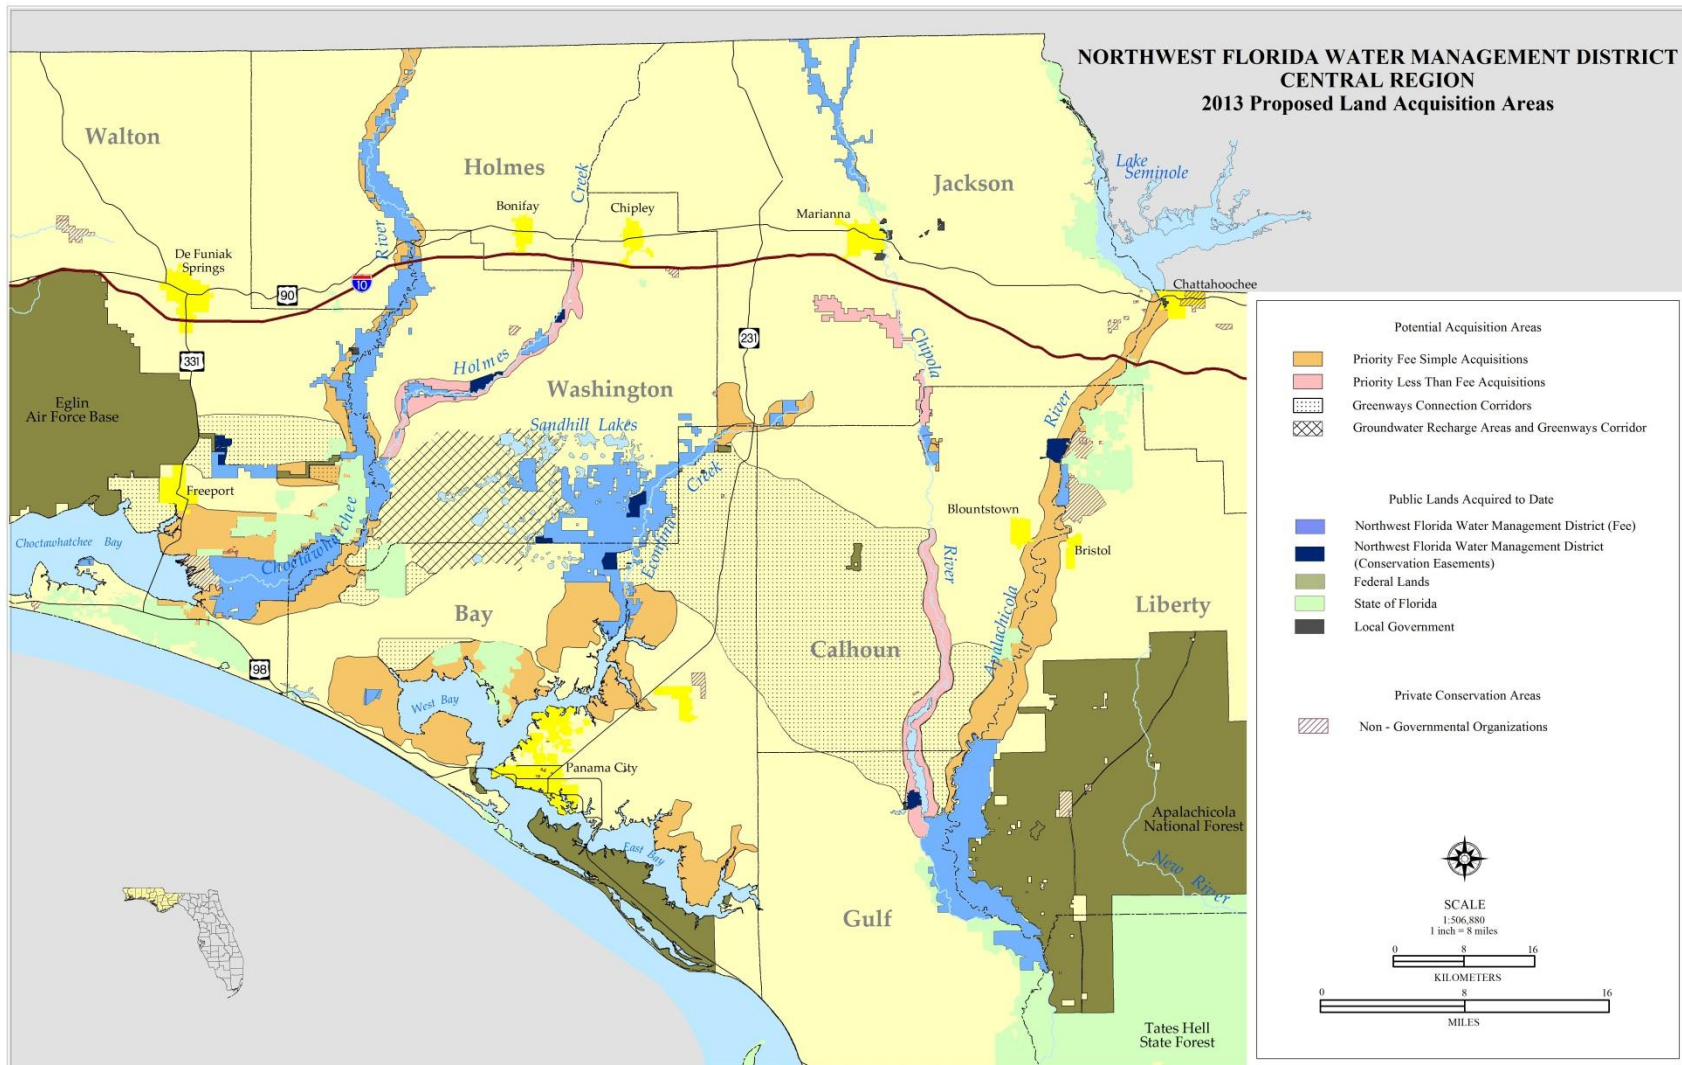 NORTHWEST FLORIDA WATER MANAGEMENT DISTRICT
CENTRAL REGION
2013 Proposed Land Acquisition Areas
Walton
Holmes
Creek
Jackson
Lake
Seminole
Bonifay
Chipley
Marianna
River
De Funiak
Springs
10
90
Chattahoochee
331
231
Holmes
Chipola
Washington
Eglin
Air Force Base
Sandhill Lakes
River
Creek
Freeport
Choctawhatchee
Econfina
Blountstown
Bristol
River
Choctawhatchee Bay
Bay
Calhoun
Apalachicola
Liberty
98
West Bay
Panama City
East Bay
Apalachicola
National Forest
New River
Gulf
Tates Hell
State Forest
Potential Acquisition Areas
Priority Fee Simple Acquisitions
Priority Less Than Fee Acquisitions
Greenways Connection Corridors
Groundwater Recharge Areas and Greenways Corridor
Public Lands Acquired to Date
Northwest Florida Water Management District (Fee)
Northwest Florida Water Management District
(Conservation Easements)
Federal Lands
State of Florida
Local Government
Private Conservation Areas
Non - Governmental Organizations
SCALE
1:506,880
1 inch = 8 miles
0 8 16
KILOMETERS
0 8 16
MILES